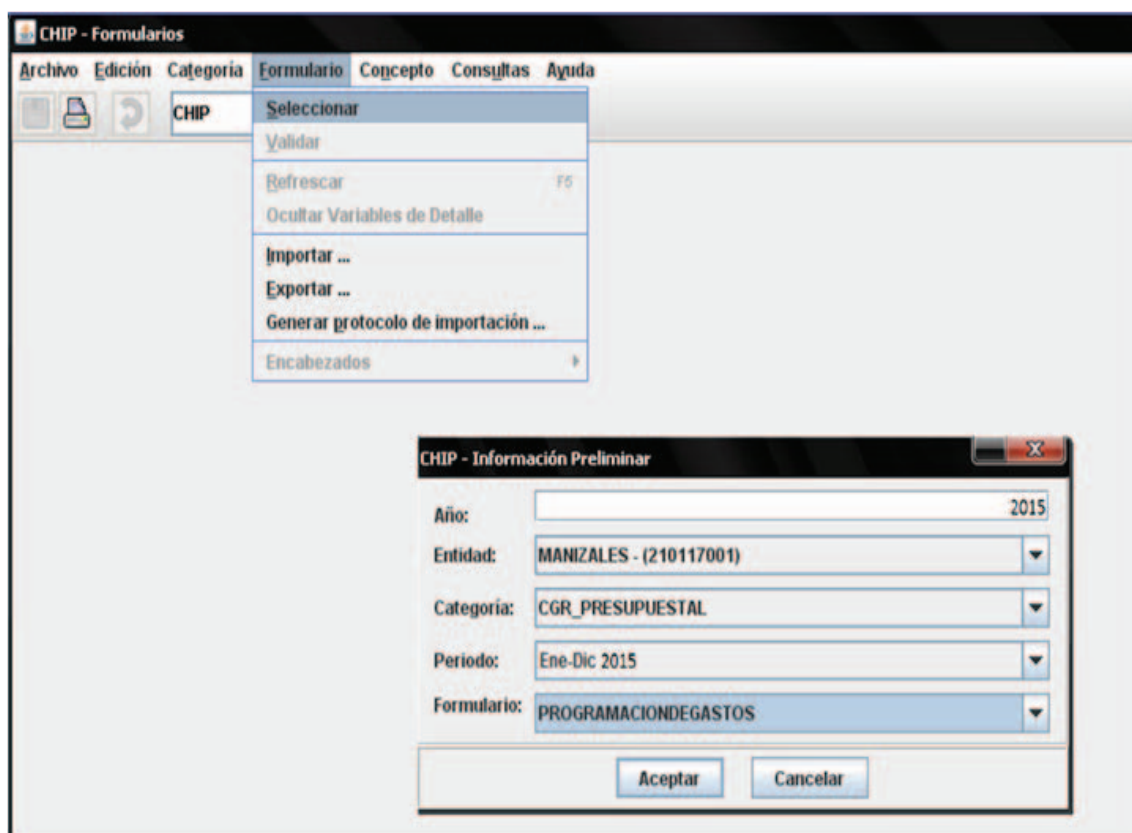 CHIP - Formularios
Archivo Edición Categoría Formulario Concepto Consultas Ayuda
CHIP
Seleccionar
Validar
Refrescar F5
Ocultar Variables de Detalle
Importar ...
Exportar ...
Generar protocolo de importación ...
Encabezados
CHIP - Información Preliminar
Año: 2015
Entidad: MANIZALES - (210117001)
Categoría: CGR_PRESUPUESTAL
Periodo: Ene-Dic 2015
Formulario: PROGRAMACIONDEGASTOS
Aceptar Cancelar